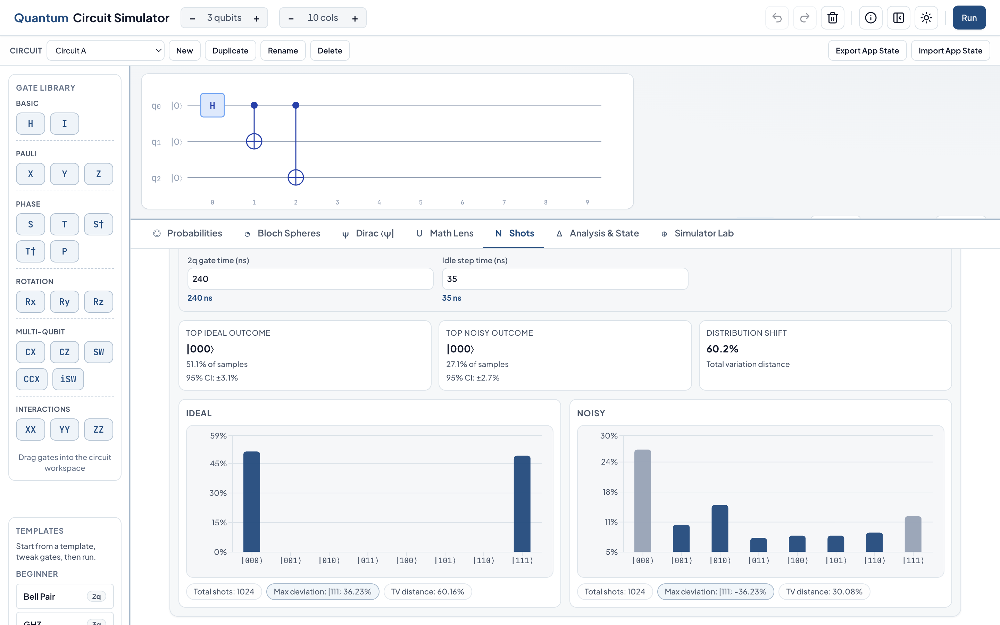 Quantum Circuit Simulator
– 3 qubits +
– 10 cols +
Run
CIRCUIT
Circuit A
New
Duplicate
Rename
Delete
Export App State
Import App State
GATE LIBRARY
BASIC
H I
PAULI
X Y Z
PHASE
S T S†
T† P
ROTATION
Rx Ry Rz
MULTI-QUBIT
CX CZ SW
CCX iSW
INTERACTIONS
XX YY ZZ
Drag gates into the circuit
workspace
TEMPLATES
Start from a template,
tweak gates, then run.
BEGINNER
Bell Pair 2q
GHZ 3q
q0 |0⟩ H
q1 |0⟩
q2 |0⟩
0 1 2 3 4 5 6 7 8 9
Probabilities
Bloch Spheres
ψ Dirac ⟨ψ|
U Math Lens
N Shots
Δ Analysis & State
⊕ Simulator Lab
2q gate time (ns)
240
240 ns
Idle step time (ns)
35
35 ns
TOP IDEAL OUTCOME
|000⟩
51.1% of samples
95% CI: ±3.1%
TOP NOISY OUTCOME
|000⟩
27.1% of samples
95% CI: ±2.7%
DISTRIBUTION SHIFT
60.2%
Total variation distance
IDEAL
59%
45%
30%
15%
0%
|000⟩ |001⟩ |010⟩ |011⟩ |100⟩ |101⟩ |110⟩ |111⟩
Total shots: 1024
Max deviation: |111⟩ 36.23%
TV distance: 60.16%
NOISY
30%
24%
18%
11%
5%
|000⟩ |001⟩ |010⟩ |011⟩ |100⟩ |101⟩ |110⟩ |111⟩
Total shots: 1024
Max deviation: |111⟩ -36.23%
TV distance: 30.08%